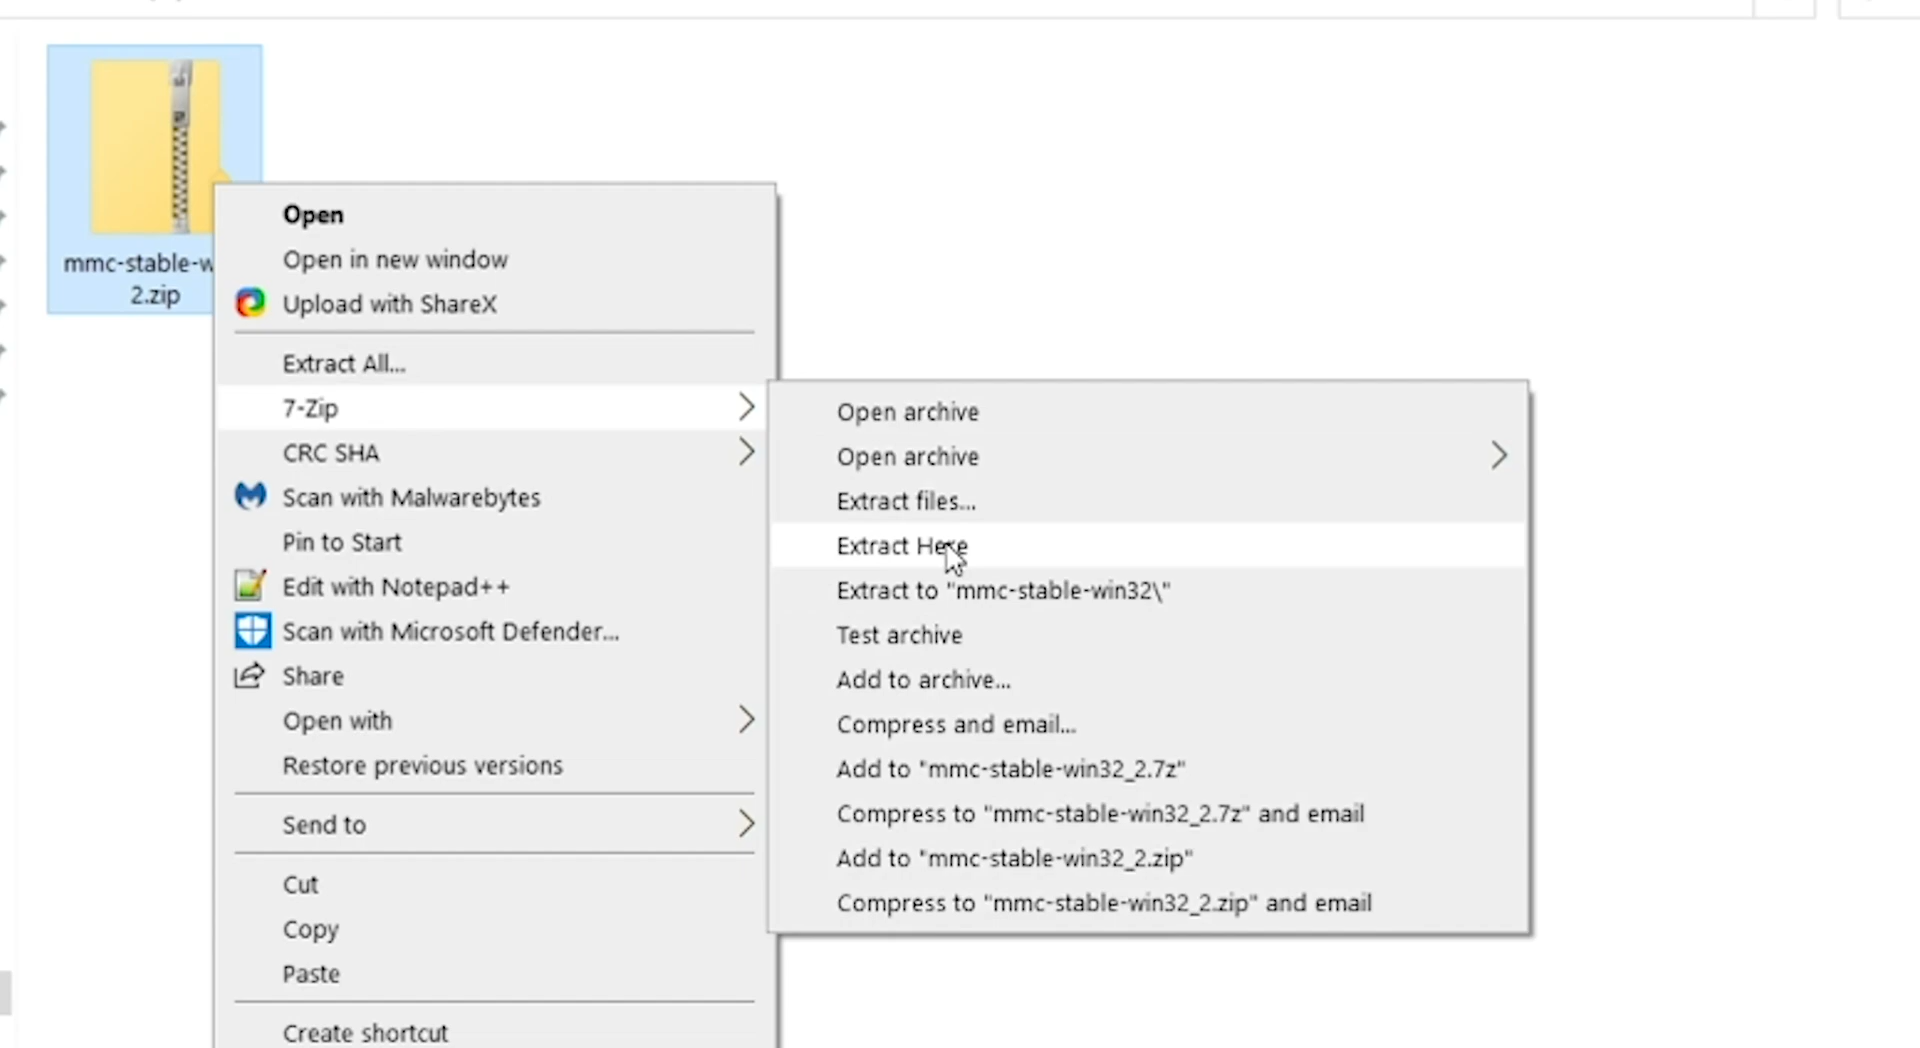 mmc-stable-w
2.zip
Open
Open in new window
Upload with ShareX
Extract All...
7-Zip
CRC SHA
Scan with Malwarebytes
Pin to Start
Edit with Notepad++
Scan with Microsoft Defender...
Share
Open with
Restore previous versions
Send to
Cut
Copy
Paste
Create shortcut
Open archive
Open archive
Extract files...
Extract Here
Extract to "mmc-stable-win32\"
Test archive
Add to archive...
Compress and email...
Add to "mmc-stable-win32_2.7z"
Compress to "mmc-stable-win32_2.7z" and email
Add to "mmc-stable-win32_2.zip"
Compress to "mmc-stable-win32_2.zip" and email